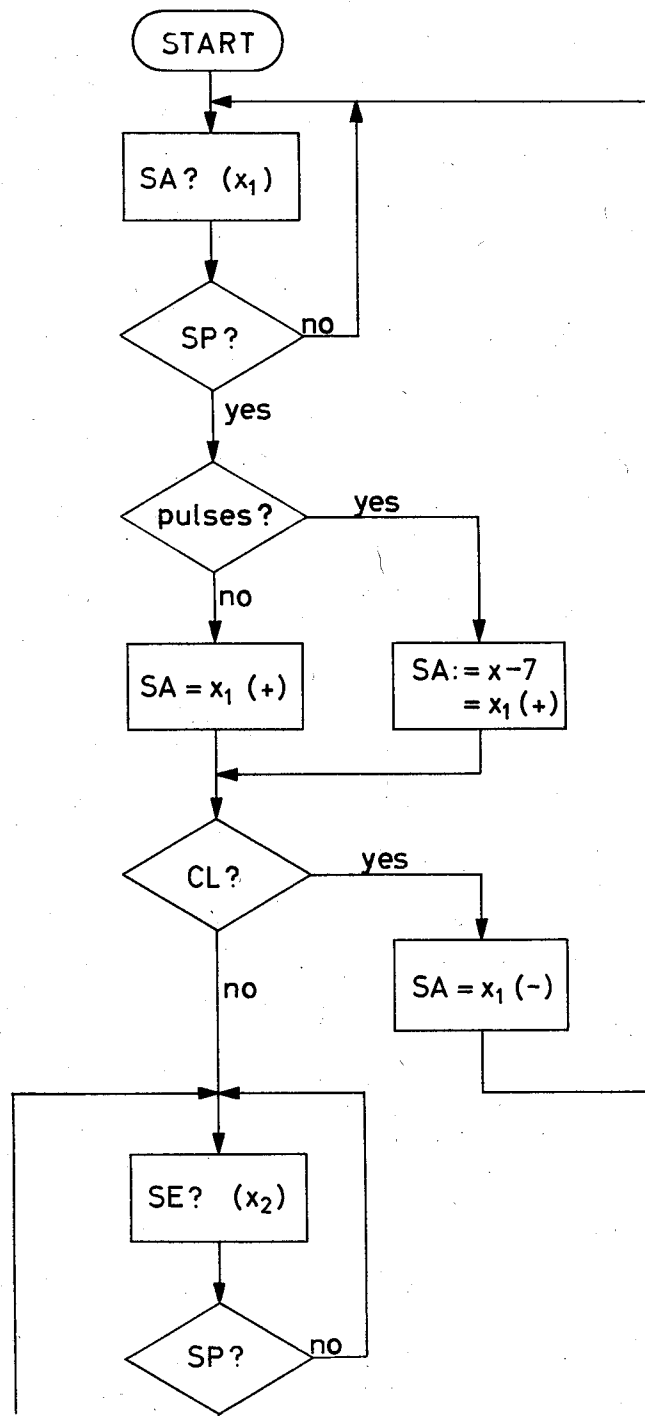 START
SA? (x₁)
SP?
no
yes
pulses?
yes
no
SA = x₁ (+)
SA: = x-7
= x₁ (+)
CL?
yes
no
SA = x₁ (-)
SE? (x₂)
SP?
no